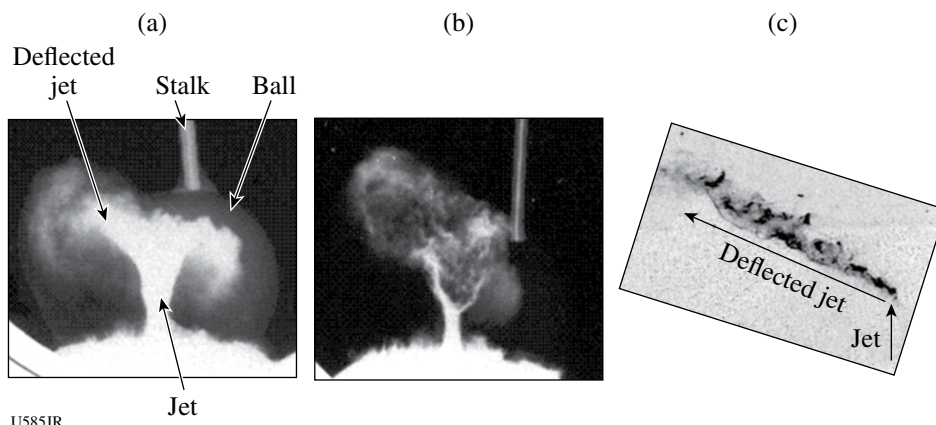 (a)
(b)
(c)
Deflected
jet
Stalk
Ball
Jet
Deflected jet
Jet
U585JR